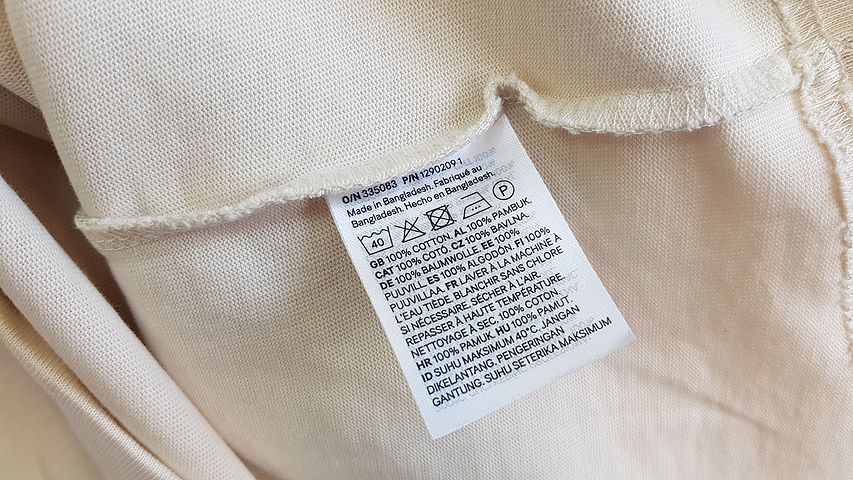 O/N 335083 P/N 1290209.1
Made in Bangladesh. Fabriqué au
Bangladesh. Hecho en Bangladesh.
40 P
GB 100% COTTON. AL 100% PAMBUK.
CAT 100% COTÓ. CZ 100% BAVLNA.
DE 100% BAUMWOLLE. EE 100%
PUUVILL. ES 100% ALGODÓN. FI 100%
PUUVILLAA. FR LAVER À LA MACHINE À
L'EAU TIÈDE. BLANCHIR SANS CHLORE
SI NÉCESSAIRE. SÉCHER À L'AIR.
REPASSER À HAUTE TEMPÉRATURE.
NETTOYAGE À SEC. 100% COTON.
HR 100% PAMUK. HU 100% PAMUT.
ID SUHU MAKSIMUM 40°C. JANGAN
DIKELANTANG. PENGERINGAN
GANTUNG. SUHU SETERIKA MAKSIMUM